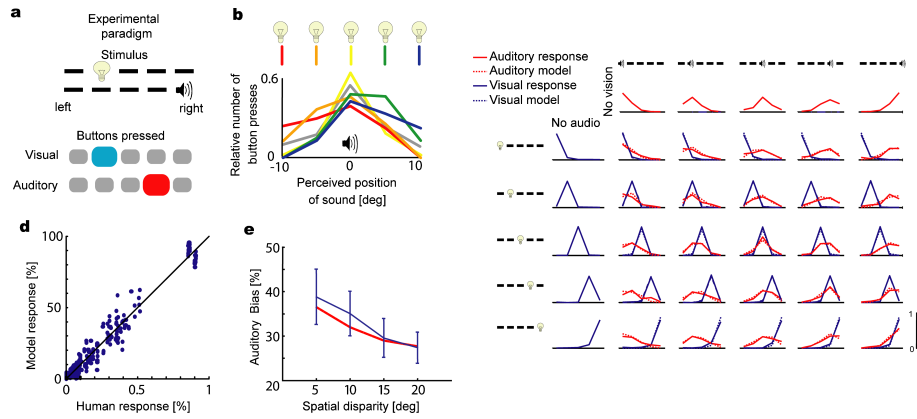 a
Experimental
paradigm
Stimulus
left
right
Buttons pressed
Visual
Auditory
b
Relative number of
button presses
0.6
0
-10
-5
0
5
10
Perceived position
of sound [deg]
Auditory response
Auditory model
Visual response
Visual model
No vision
No audio
1
0
d
Model response [%]
100
50
0
0
1
Human response [%]
e
Auditory Bias [%]
50
40
30
20
5
10
15
20
Spatial disparity [deg]